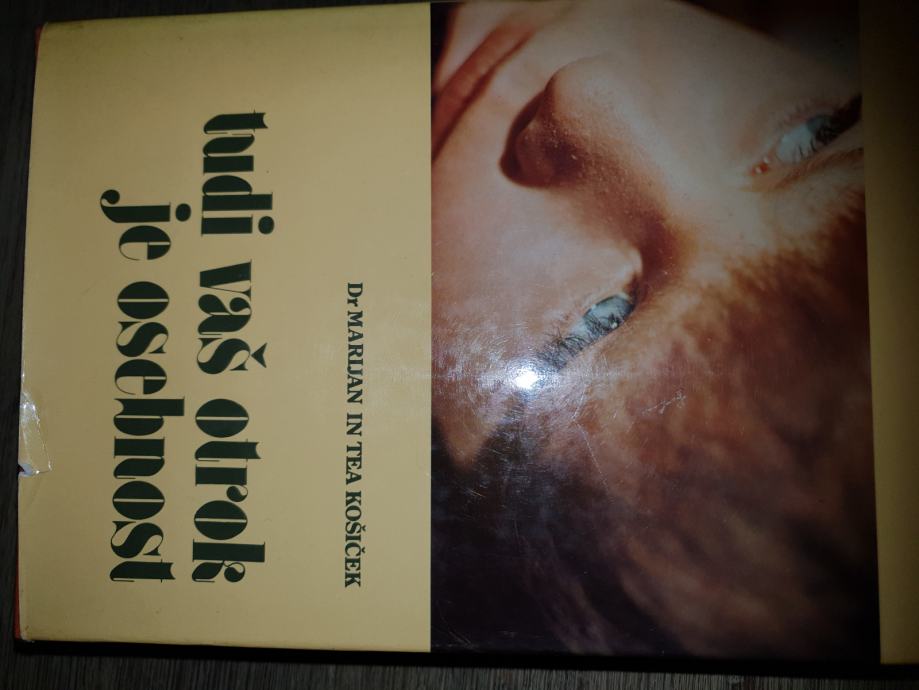 Dr MARIJAN IN TEA KOŠIČEK
tudi vaš otrok
je osebnost